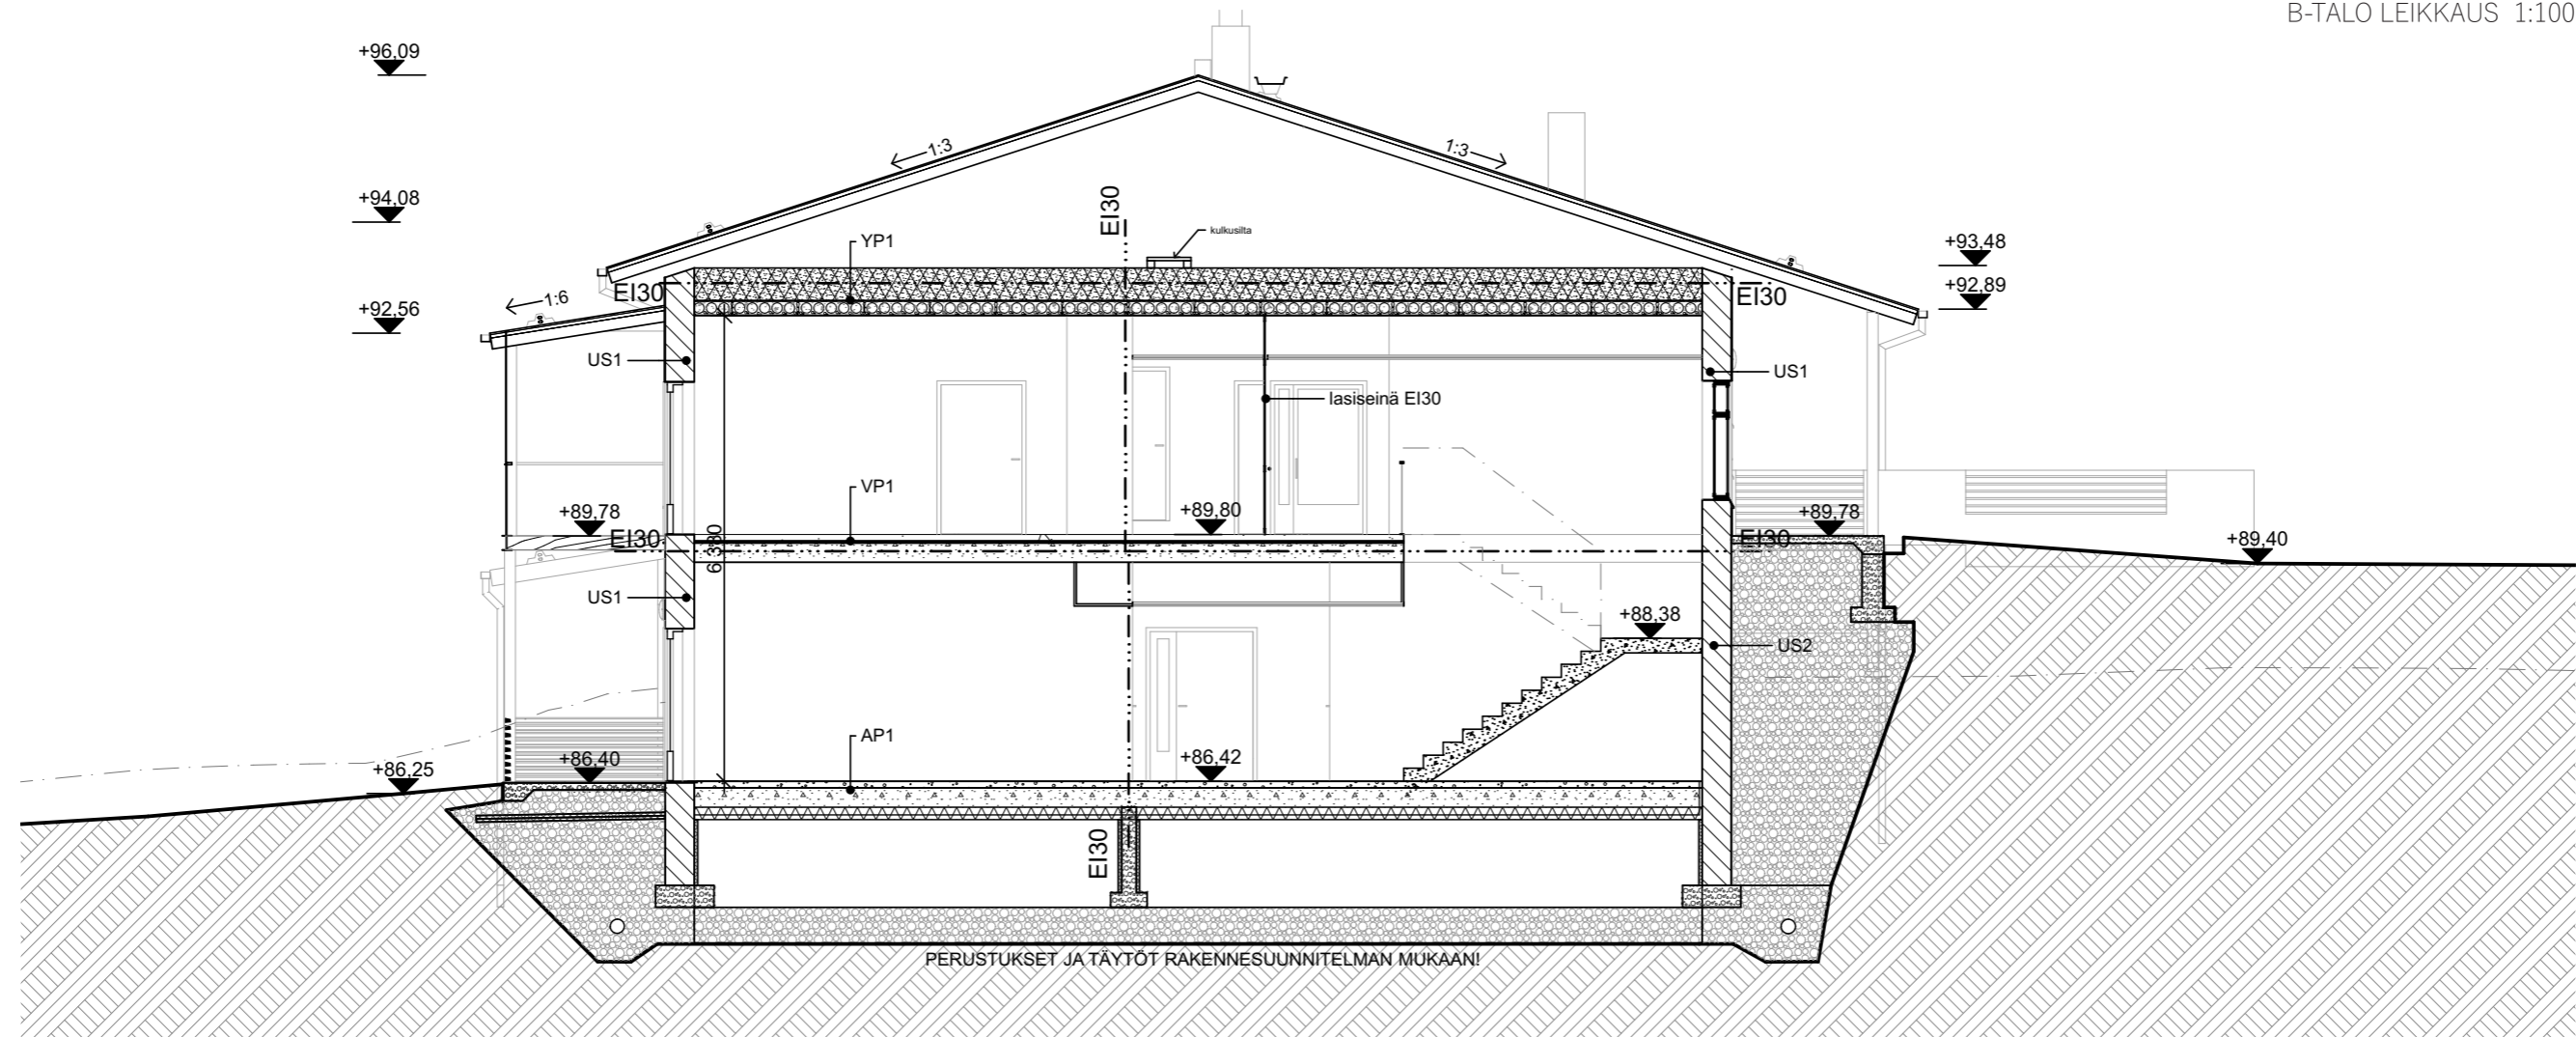 B-TALO LEIKKAUS 1:100
+96,09
1:3
1:3
+94,08
EI30
kulkusilta
YP1
+93,48
1:6
EI30
EI30
+92,89
+92,56
US1
US1
lasiseinä EI30
VP1
+89,78
+89,80
+89,78
EI30
EI30
+89,40
6 380
US1
+88,38
US2
AP1
+86,40
+86,42
+86,25
EI30
PERUSTUKSET JA TÄYTÖT RAKENNESUUNNITELMAN MUKAAN!